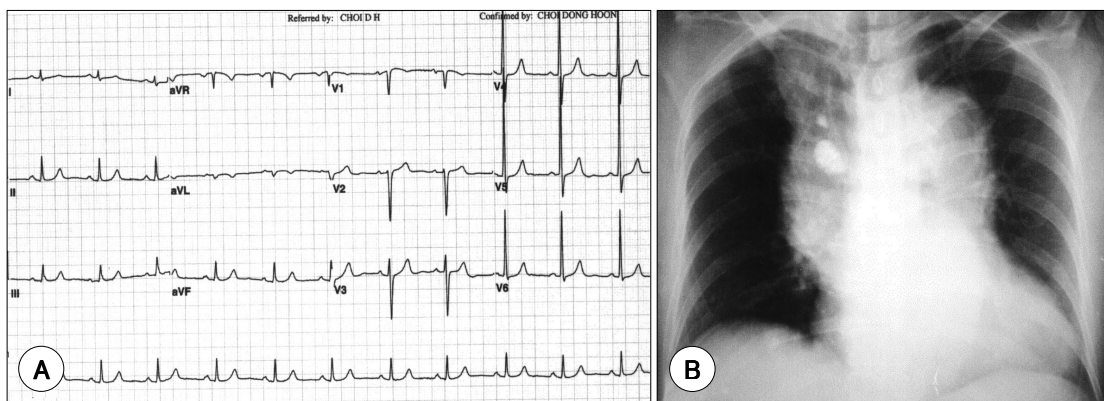 Referred by: CHOI D H
Confirmed by: CHOI DONG HOON
I
aVR
V1
V4
II
aVL
V2
V5
III
aVF
V3
V6
A
B